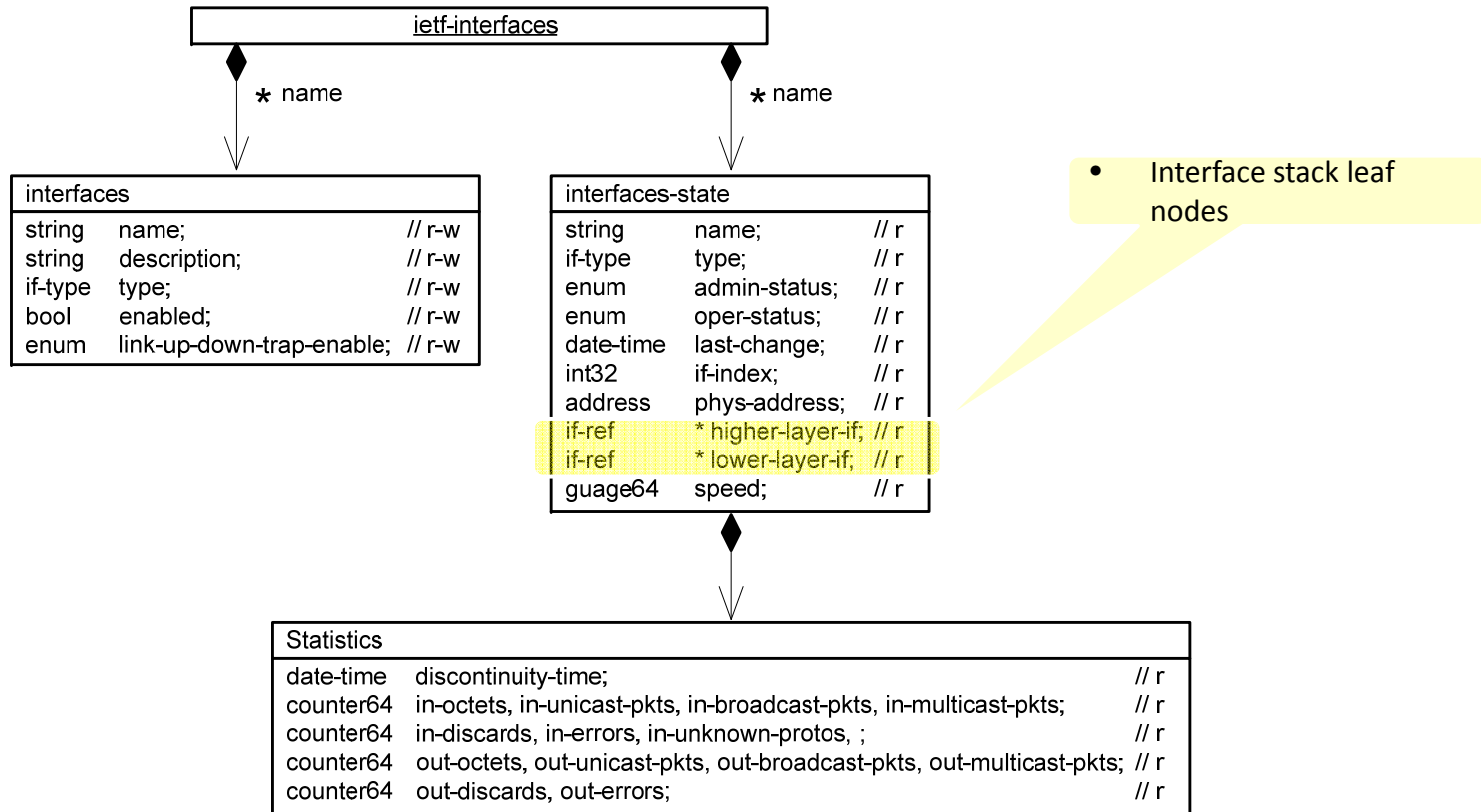 ietf-interfaces
* name
* name
interfaces
string name; // r-w
string description; // r-w
if-type type; // r-w
bool enabled; // r-w
enum link-up-down-trap-enable; // r-w
interfaces-state
string name; // r
if-type type; // r
enum admin-status; // r
enum oper-status; // r
date-time last-change; // r
int32 if-index; // r
address phys-address; // r
if-ref * higher-layer-if; // r
if-ref * lower-layer-if; // r
guage64 speed; // r
• Interface stack leaf
nodes
Statistics
date-time discontinuity-time; // r
counter64 in-octets, in-unicast-pkts, in-broadcast-pkts, in-multicast-pkts; // r
counter64 in-discards, in-errors, in-unknown-protos, ; // r
counter64 out-octets, out-unicast-pkts, out-broadcast-pkts, out-multicast-pkts; // r
counter64 out-discards, out-errors; // r